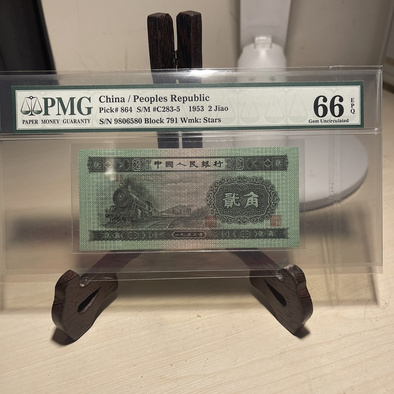 PMG
PAPER MONEY GUARANTY
China / Peoples Republic
Pick# 864 S/M #C283-5 1953 2 Jiao
S/N 9806580 Block 791 Wmk: Stars
66 EPQ
Gem Uncirculated
中國人民銀行
貳角